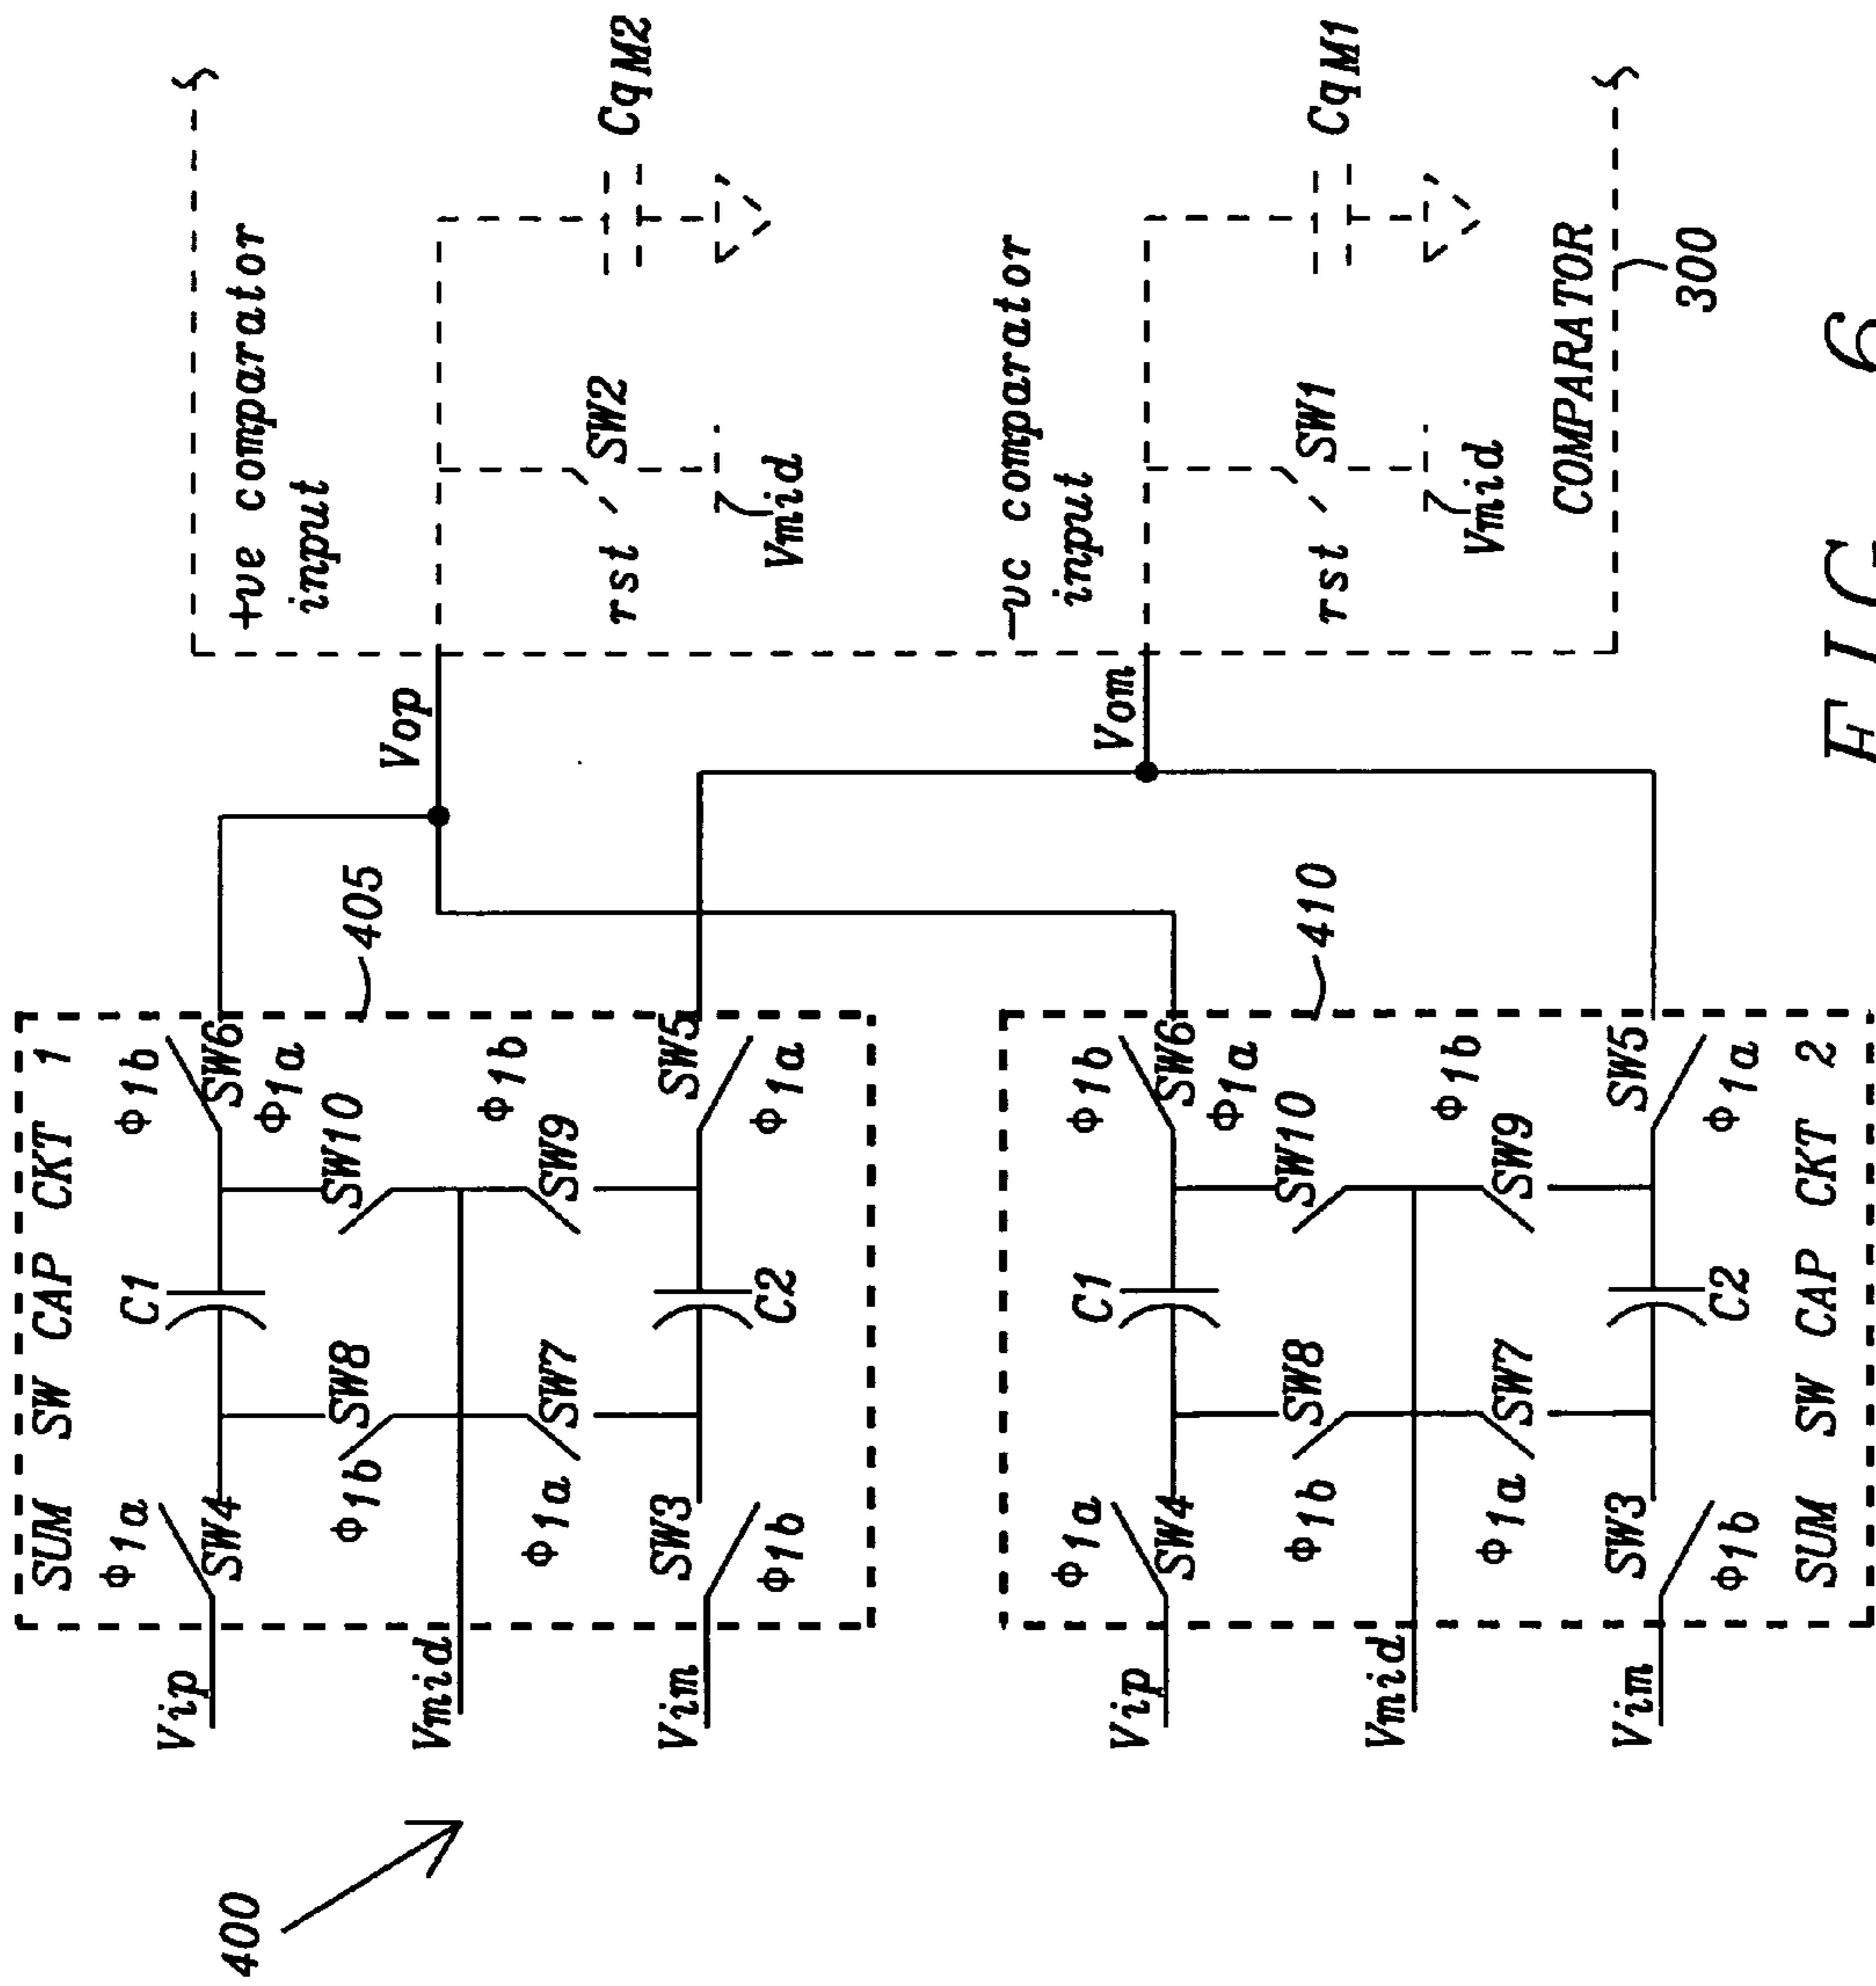 400
SUM SW CAP CKT 1
Vip
Φ1a
SW4
C1
Φ1b
SW6
Φ1b
SW8
SW10
Φ1a
Vmid
Φ1a
SW7
SW9
Φ1b
Vim
SW3
Φ1b
C2
SW5
Φ1a
405
Vop
Vom
+ve comparator
input
rst
SW2
Vmid
CqM2
-vc comparator
input
rst
SW1
Vmid
CqM1
COMPARATOR
300
Vip
Φ1a
SW4
C1
Φ1b
SW6
Φ1b
SW8
SW10
Φ1a
Vmid
Φ1a
SW7
SW9
Φ1b
Vim
SW3
Φ1b
C2
SW5
Φ1a
SUM SW CAP CKT 2
410
FIG 6